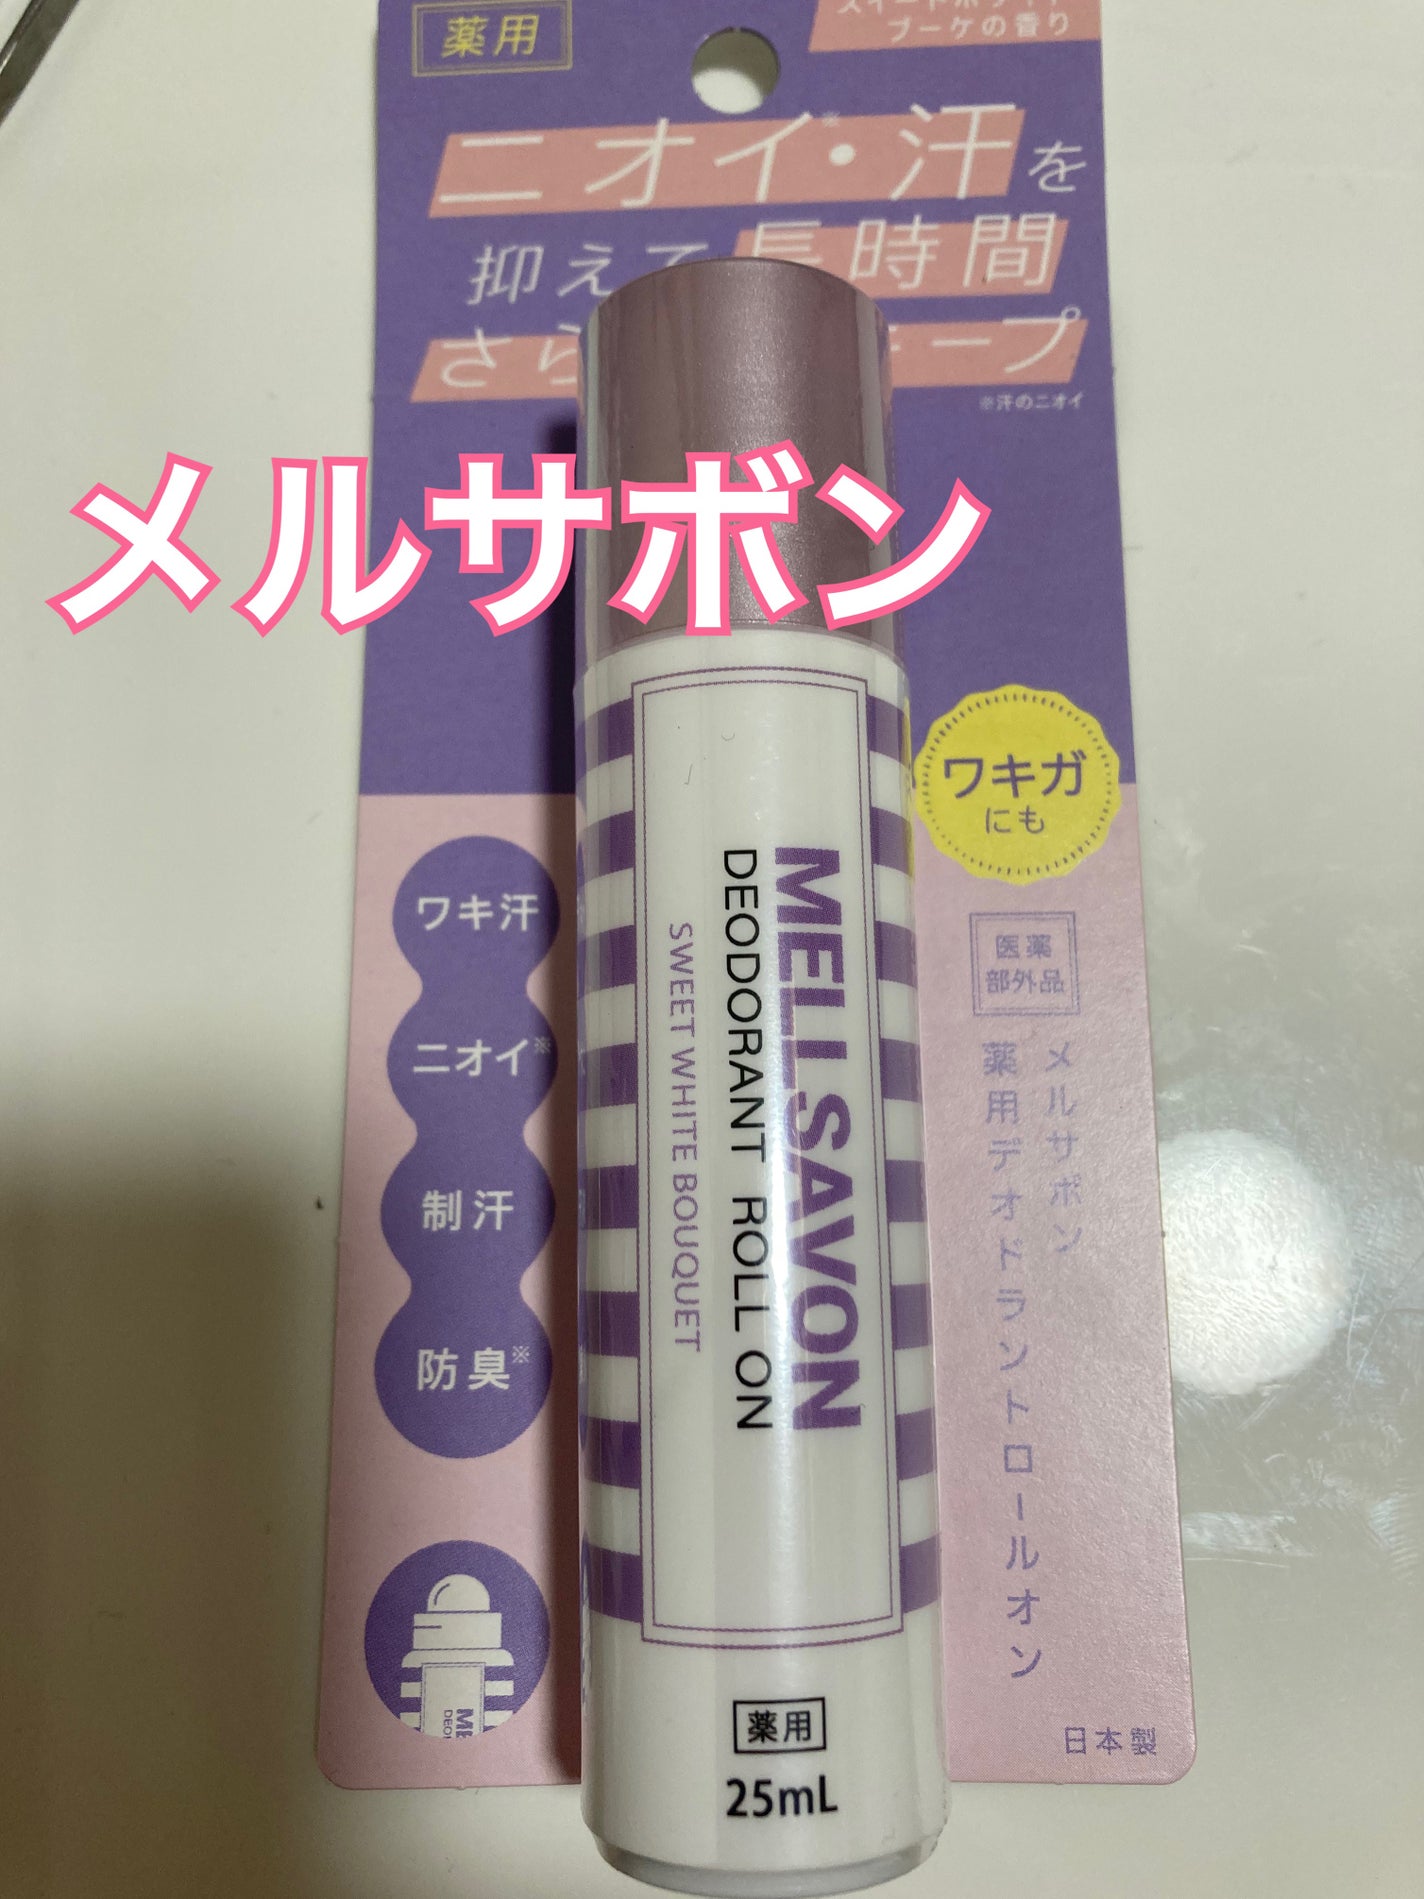 薬用
ブーケの香り
ニオイ※・汗を
抑えて長時間
さら キープ
※汗のニオイ
メルサボン
ワキガ
にも
ワキ汗
ニオイ※
制汗
防臭※
医薬
部外品
メルサボン
薬用デオドラントロールオン
MELLSAVON
DEODORANT ROLL ON
SWEET WHITE BOUQUET
薬用
25mL
日本製